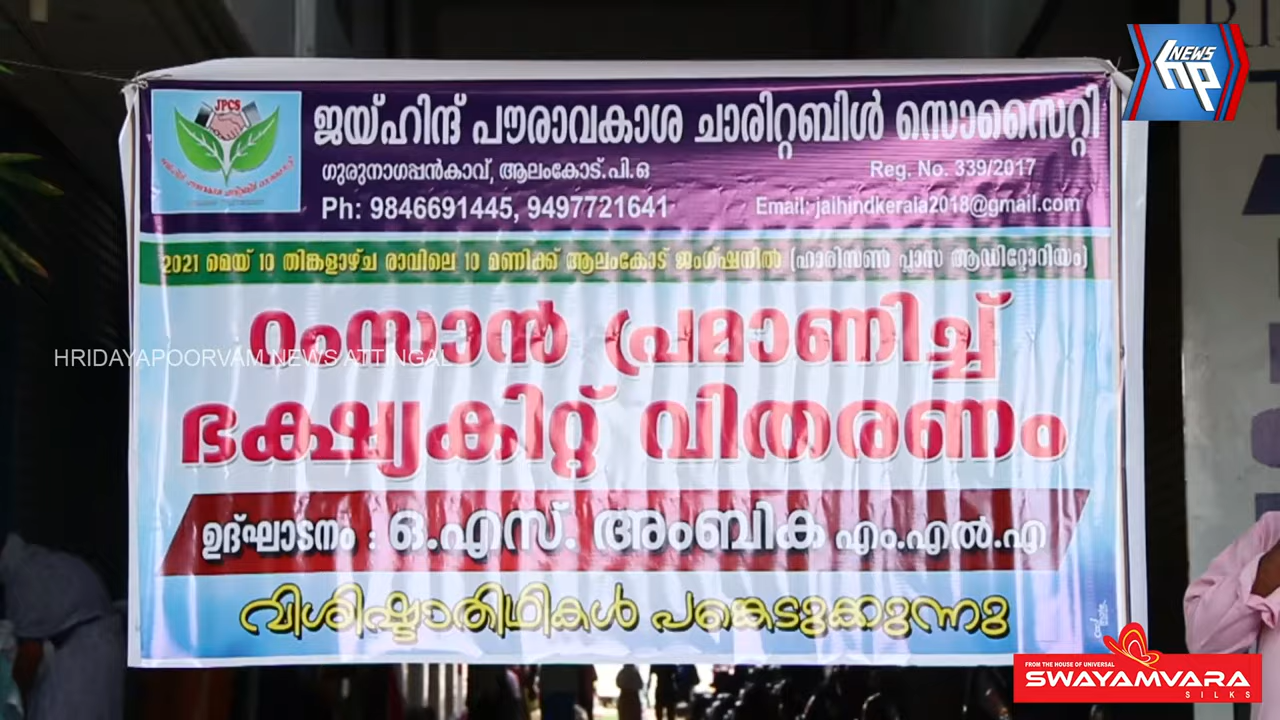 NEWS
hp
JPCS
ജയ്ഹിന്ദ് പൗരാവകാശ ചാരിറ്റബിൾ സൊസൈറ്റി
ഗുരുനാഗപ്പൻകാവ്, ആലംകോട്.പി.ഒ
Reg. No. 339/2017
Ph: 9846691445, 9497721641
Email: jaihindkerala2018@gmail.com
2021 മെയ് 10 തിങ്കളാഴ്ച രാവിലെ 10 മണിക്ക് ആലംകോട് ജംഗ്ഷനിൽ (ഹാരിസൺ പ്ലാസ ആഡിറ്റോറിയം)
റംസാൻ പ്രമാണിച്ച്
HRIDAYAPOORVAM NEWS ATTINGAL
ഭക്ഷ്യകിറ്റ് വിതരണം
ഉദ്ഘാടനം : ഒ.എസ്. അംബിക എം.എൽ.എ
വിശിഷ്ടാതിഥികൾ പങ്കെടുക്കുന്നു
FROM THE HOUSE OF UNIVERSAL
SWAYAMVARA
SILKS